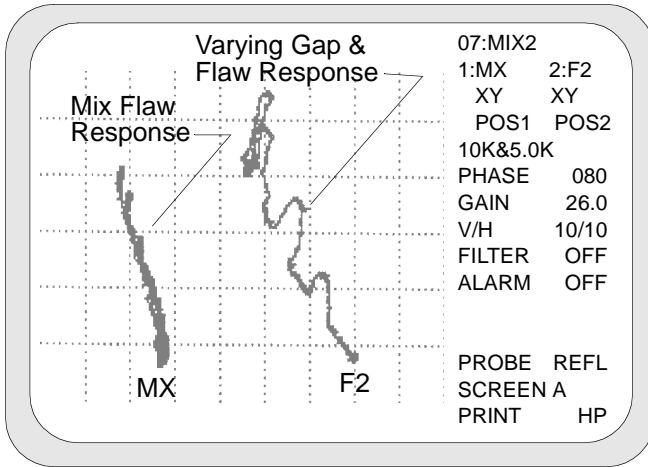 Varying Gap &
Flaw Response
Mix Flaw
Response
MX
F2
07:MIX2
1:MX 2:F2
XY XY
POS1 POS2
10K&5.0K
PHASE 080
GAIN 26.0
V/H 10/10
FILTER OFF
ALARM OFF
PROBE REFL
SCREEN A
PRINT HP